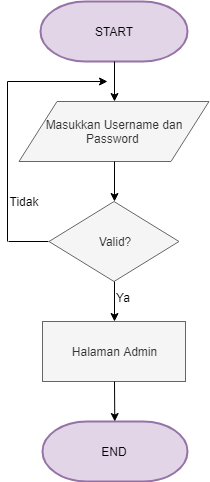 START
Masukkan Username dan
Password
Tidak
Valid?
Ya
Halaman Admin
END